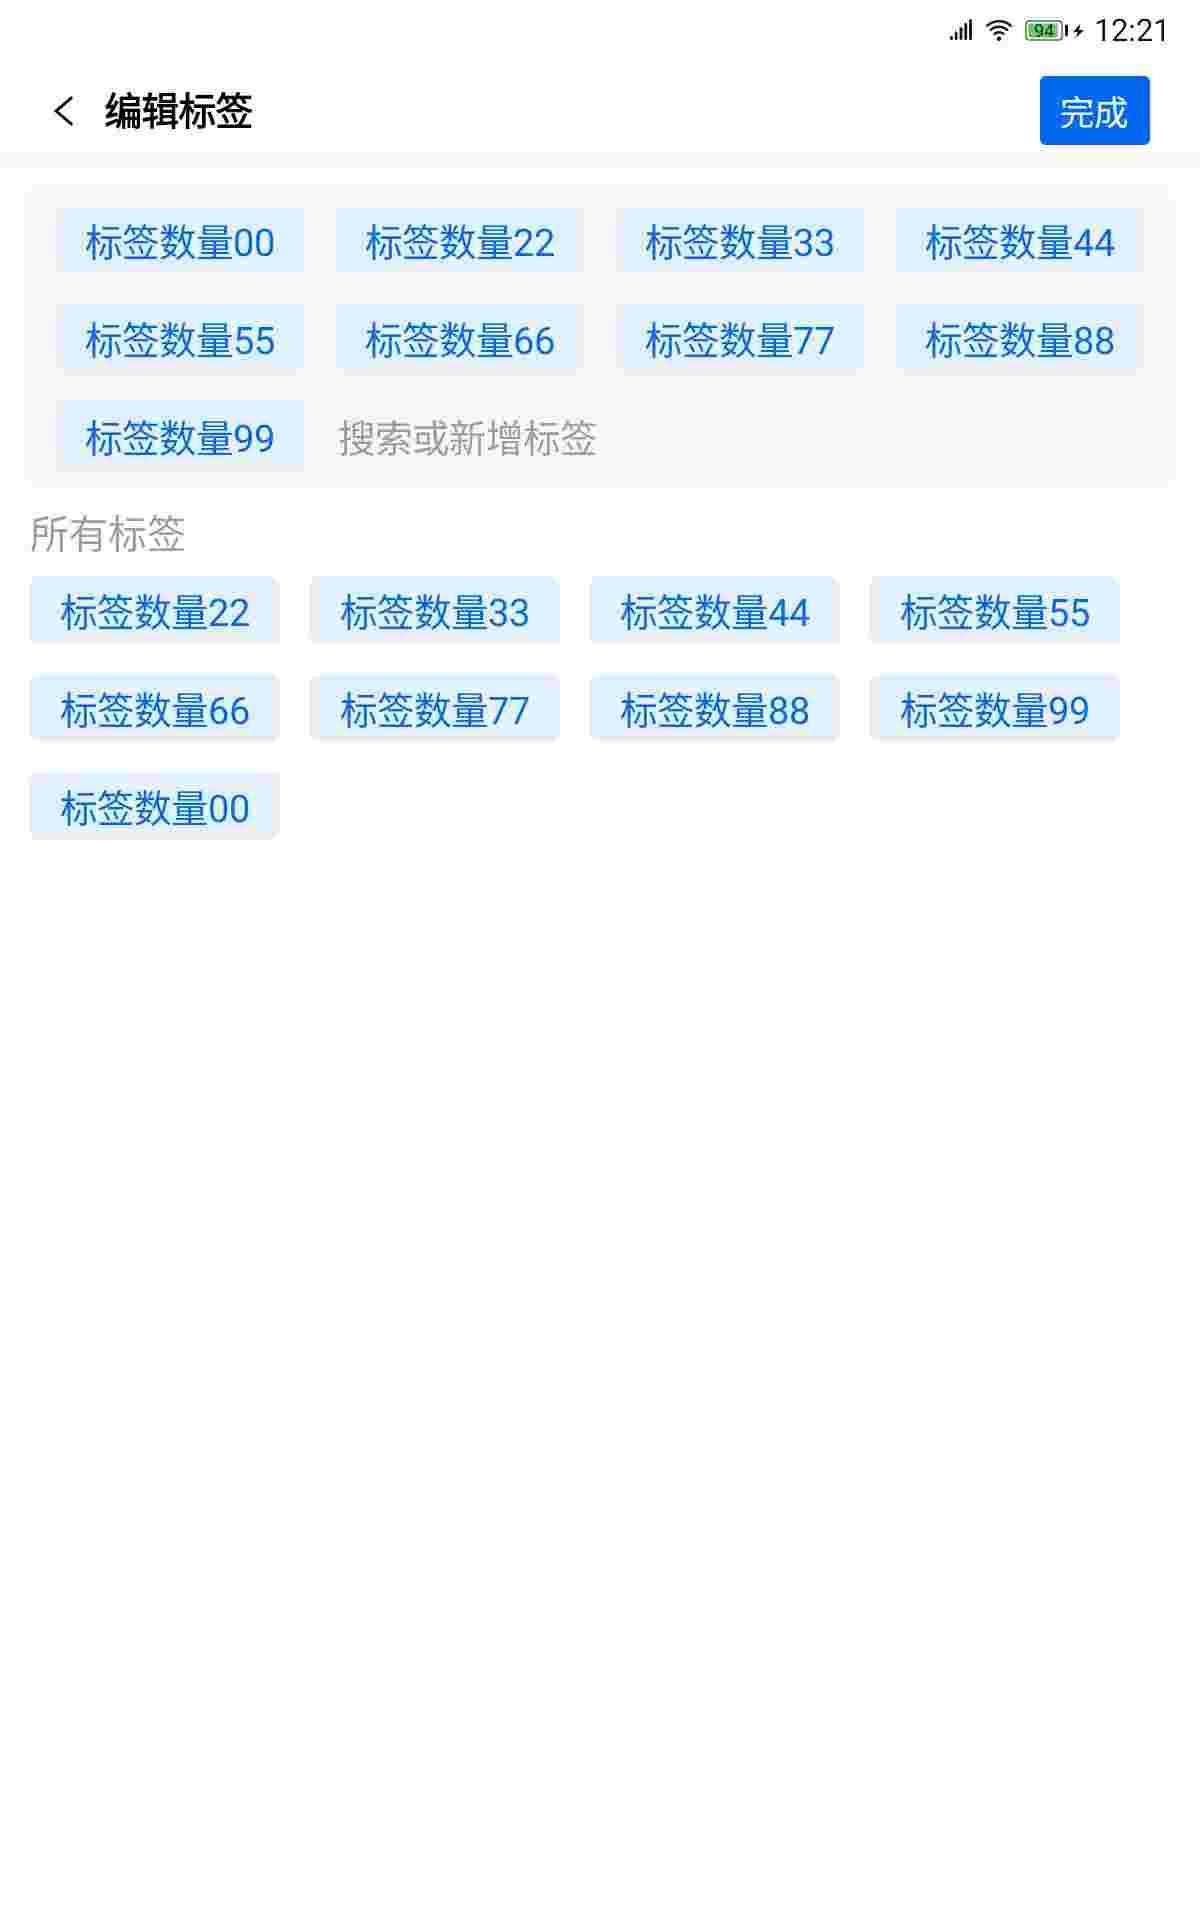 94 12:21
编辑标签 完成
标签数量00 标签数量22 标签数量33 标签数量44
标签数量55 标签数量66 标签数量77 标签数量88
标签数量99 搜索或新增标签
所有标签
标签数量22 标签数量33 标签数量44 标签数量55
标签数量66 标签数量77 标签数量88 标签数量99
标签数量00